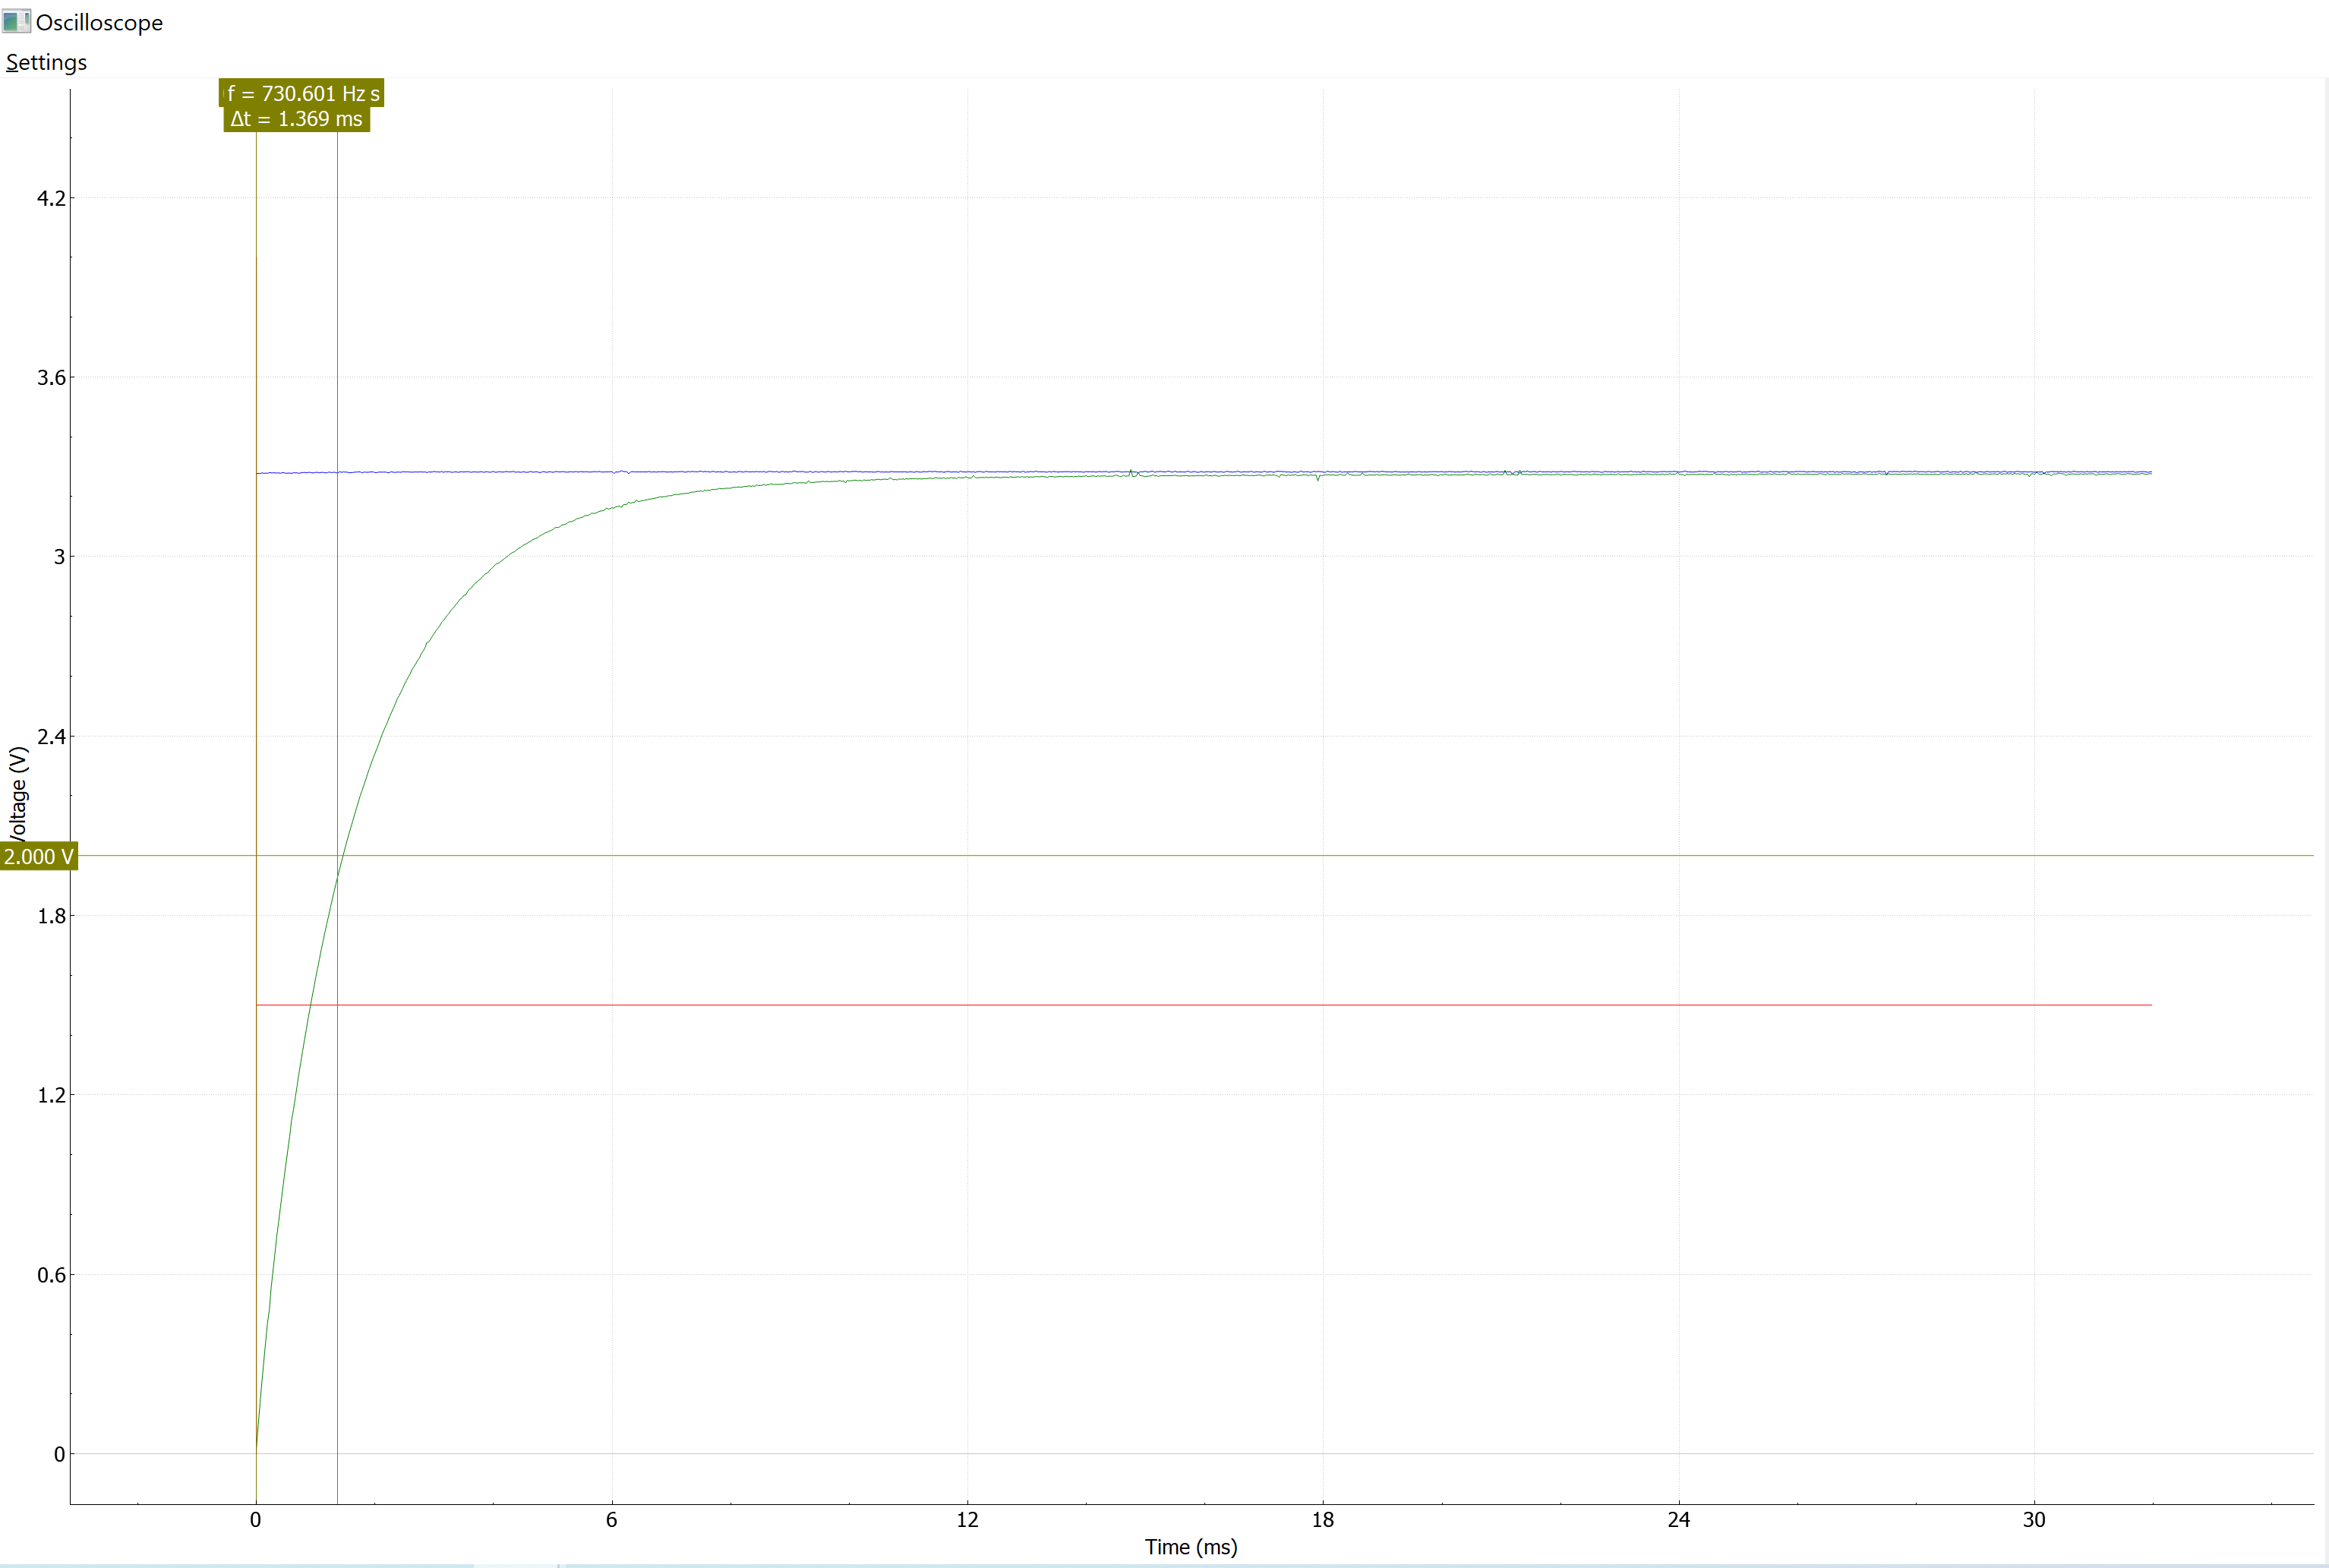 Oscilloscope
Settings
f = 730.601 Hz s
Δt = 1.369 ms
4.2
3.6
3
2.4
Voltage (V)
2.000 V
1.8
1.2
0.6
0
0 6 12 18 24 30
Time (ms)